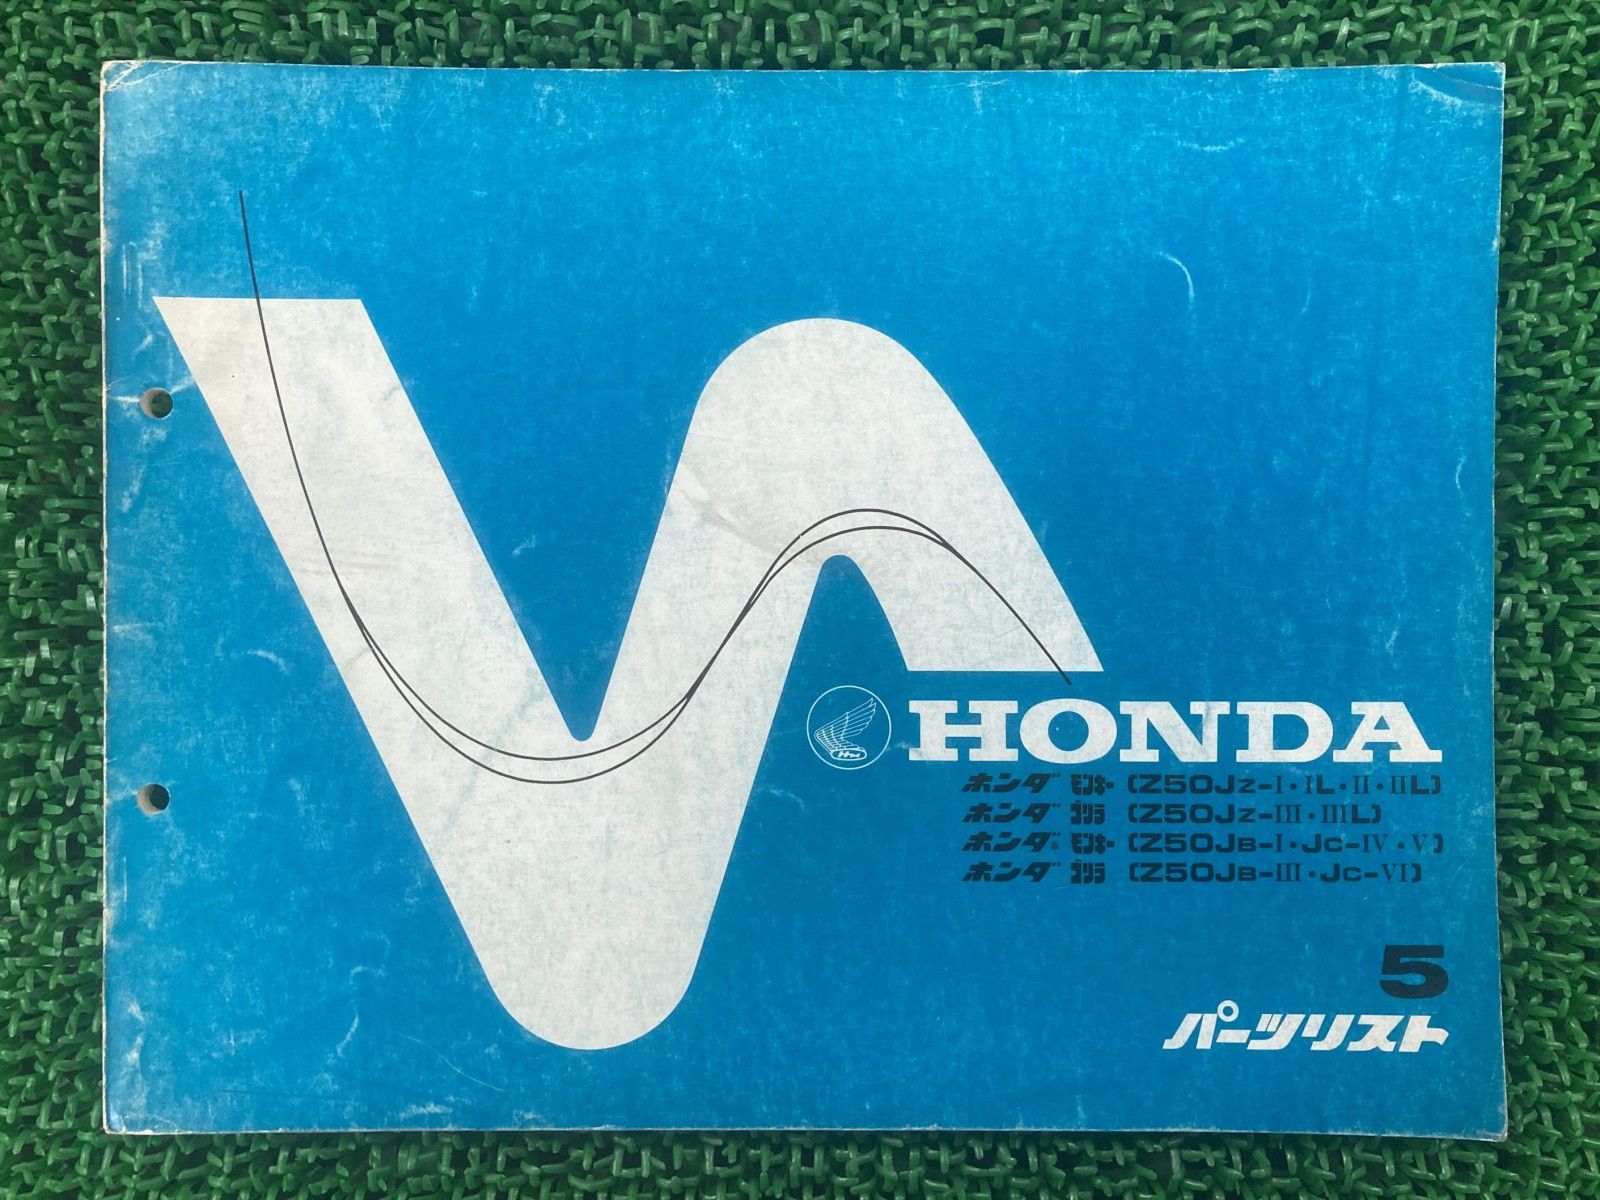 HONDA
ホンダ モンキー (Z50JZ-I・IL・II・IIL)
ホンダ ゴリラ (Z50JZ-III・IIIL)
ホンダ モンキー (Z50JB-I・JC-IV・V)
ホンダ ゴリラ (Z50JB-III・JC-VI)
5
パーツリスト